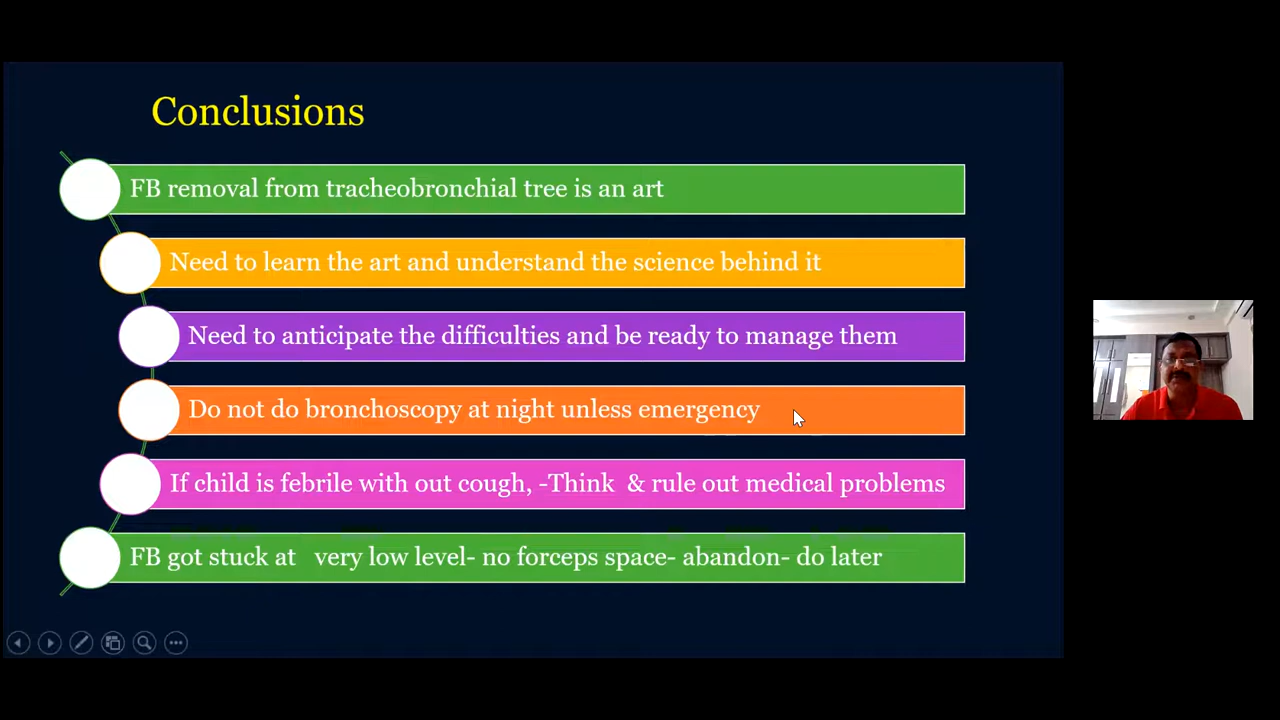 Conclusions
FB removal from tracheobronchial tree is an art
Need to learn the art and understand the science behind it
Need to anticipate the difficulties and be ready to manage them
Do not do bronchoscopy at night unless emergency
If child is febrile with out cough, -Think & rule out medical problems
FB got stuck at very low level- no forceps space- abandon- do later